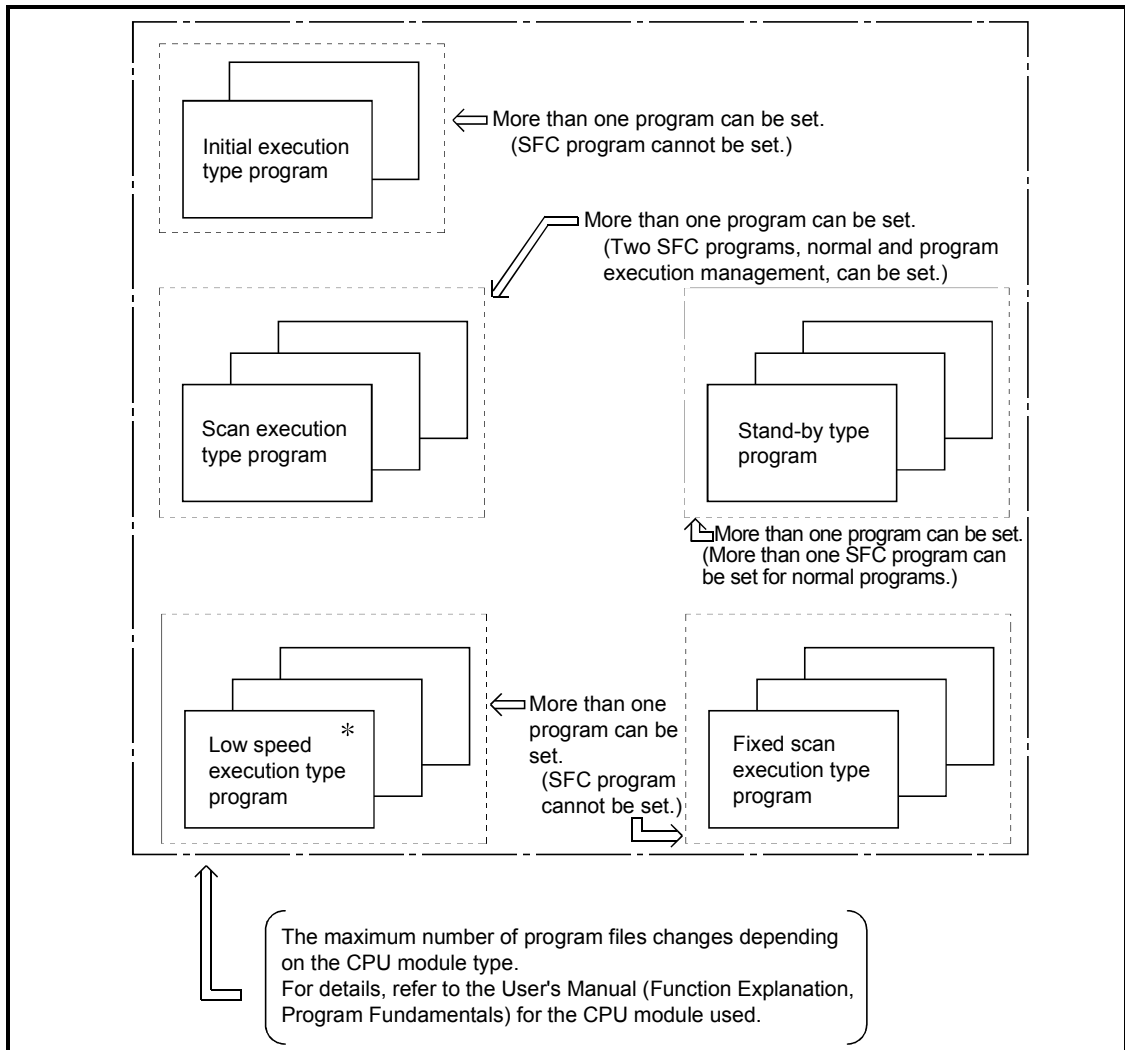 Initial execution
type program
More than one program can be set.
(SFC program cannot be set.)
More than one program can be set.
(Two SFC programs, normal and program
execution management, can be set.)
Scan execution
type program
Stand-by type
program
More than one program can be set.
(More than one SFC program can
be set for normal programs.)
Low speed *
execution type
program
More than one
program can be
set.
(SFC program
cannot be set.)
Fixed scan
execution type
program
The maximum number of program files changes depending
on the CPU module type.
For details, refer to the User's Manual (Function Explanation,
Program Fundamentals) for the CPU module used.